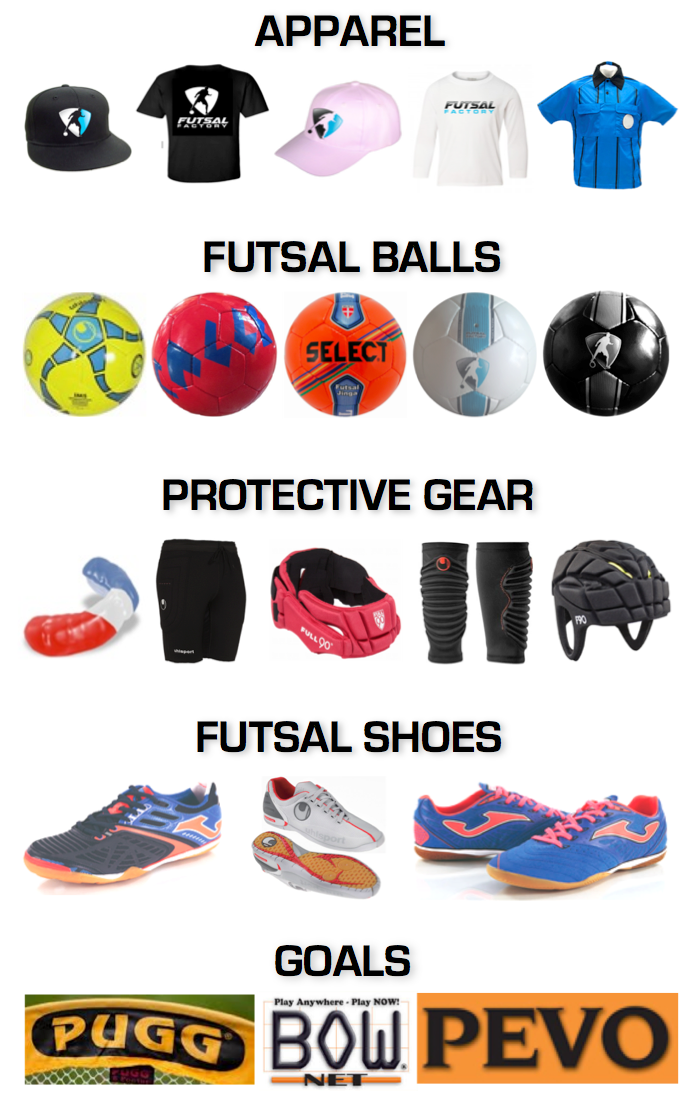 APPAREL
FUTSAL
FACTORY
FUTSAL
FACTORY
FUTSAL BALLS
uhlsport
SELECT
Futsal
Jinga
PROTECTIVE GEAR
uhlsport
FULL 90
F90
FUTSAL SHOES
uhlsport
GOALS
PUGG®
PUGG
Play Anywhere - Play NOW!
BOW®
NET
PEVO